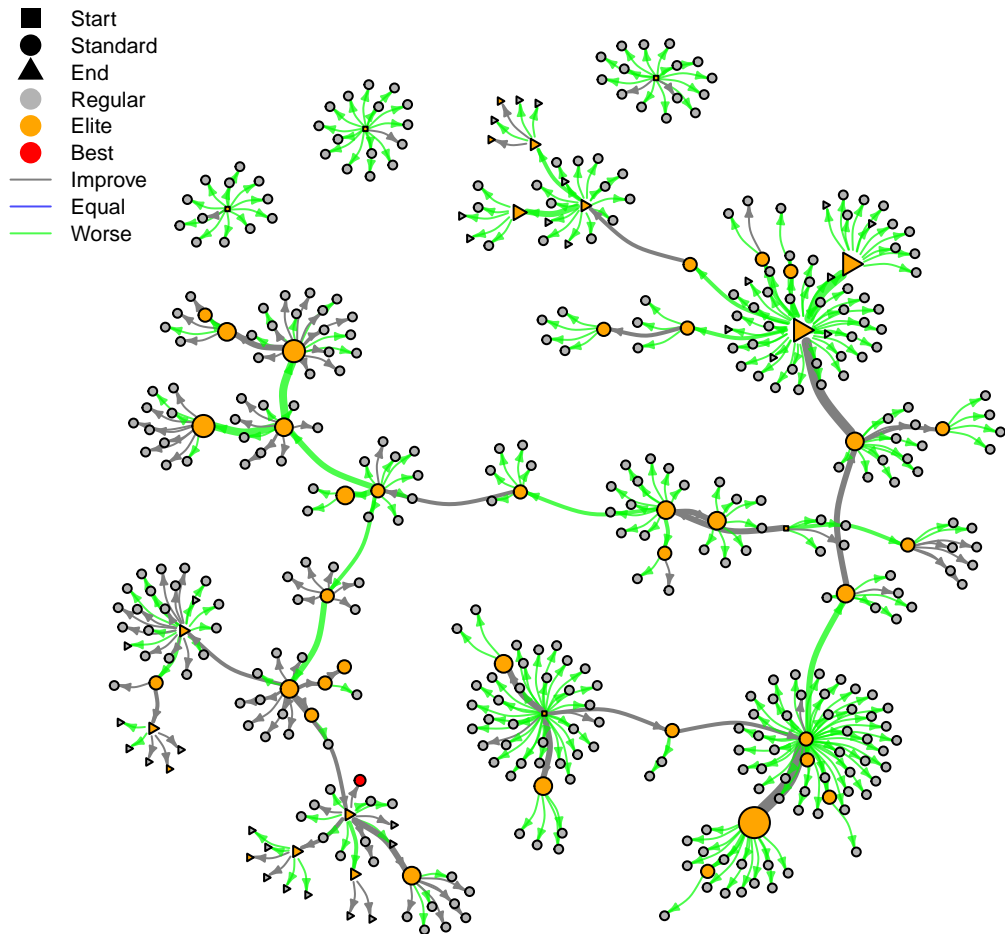 Start
Standard
End
Regular
Elite
Best
Improve
Equal
Worse